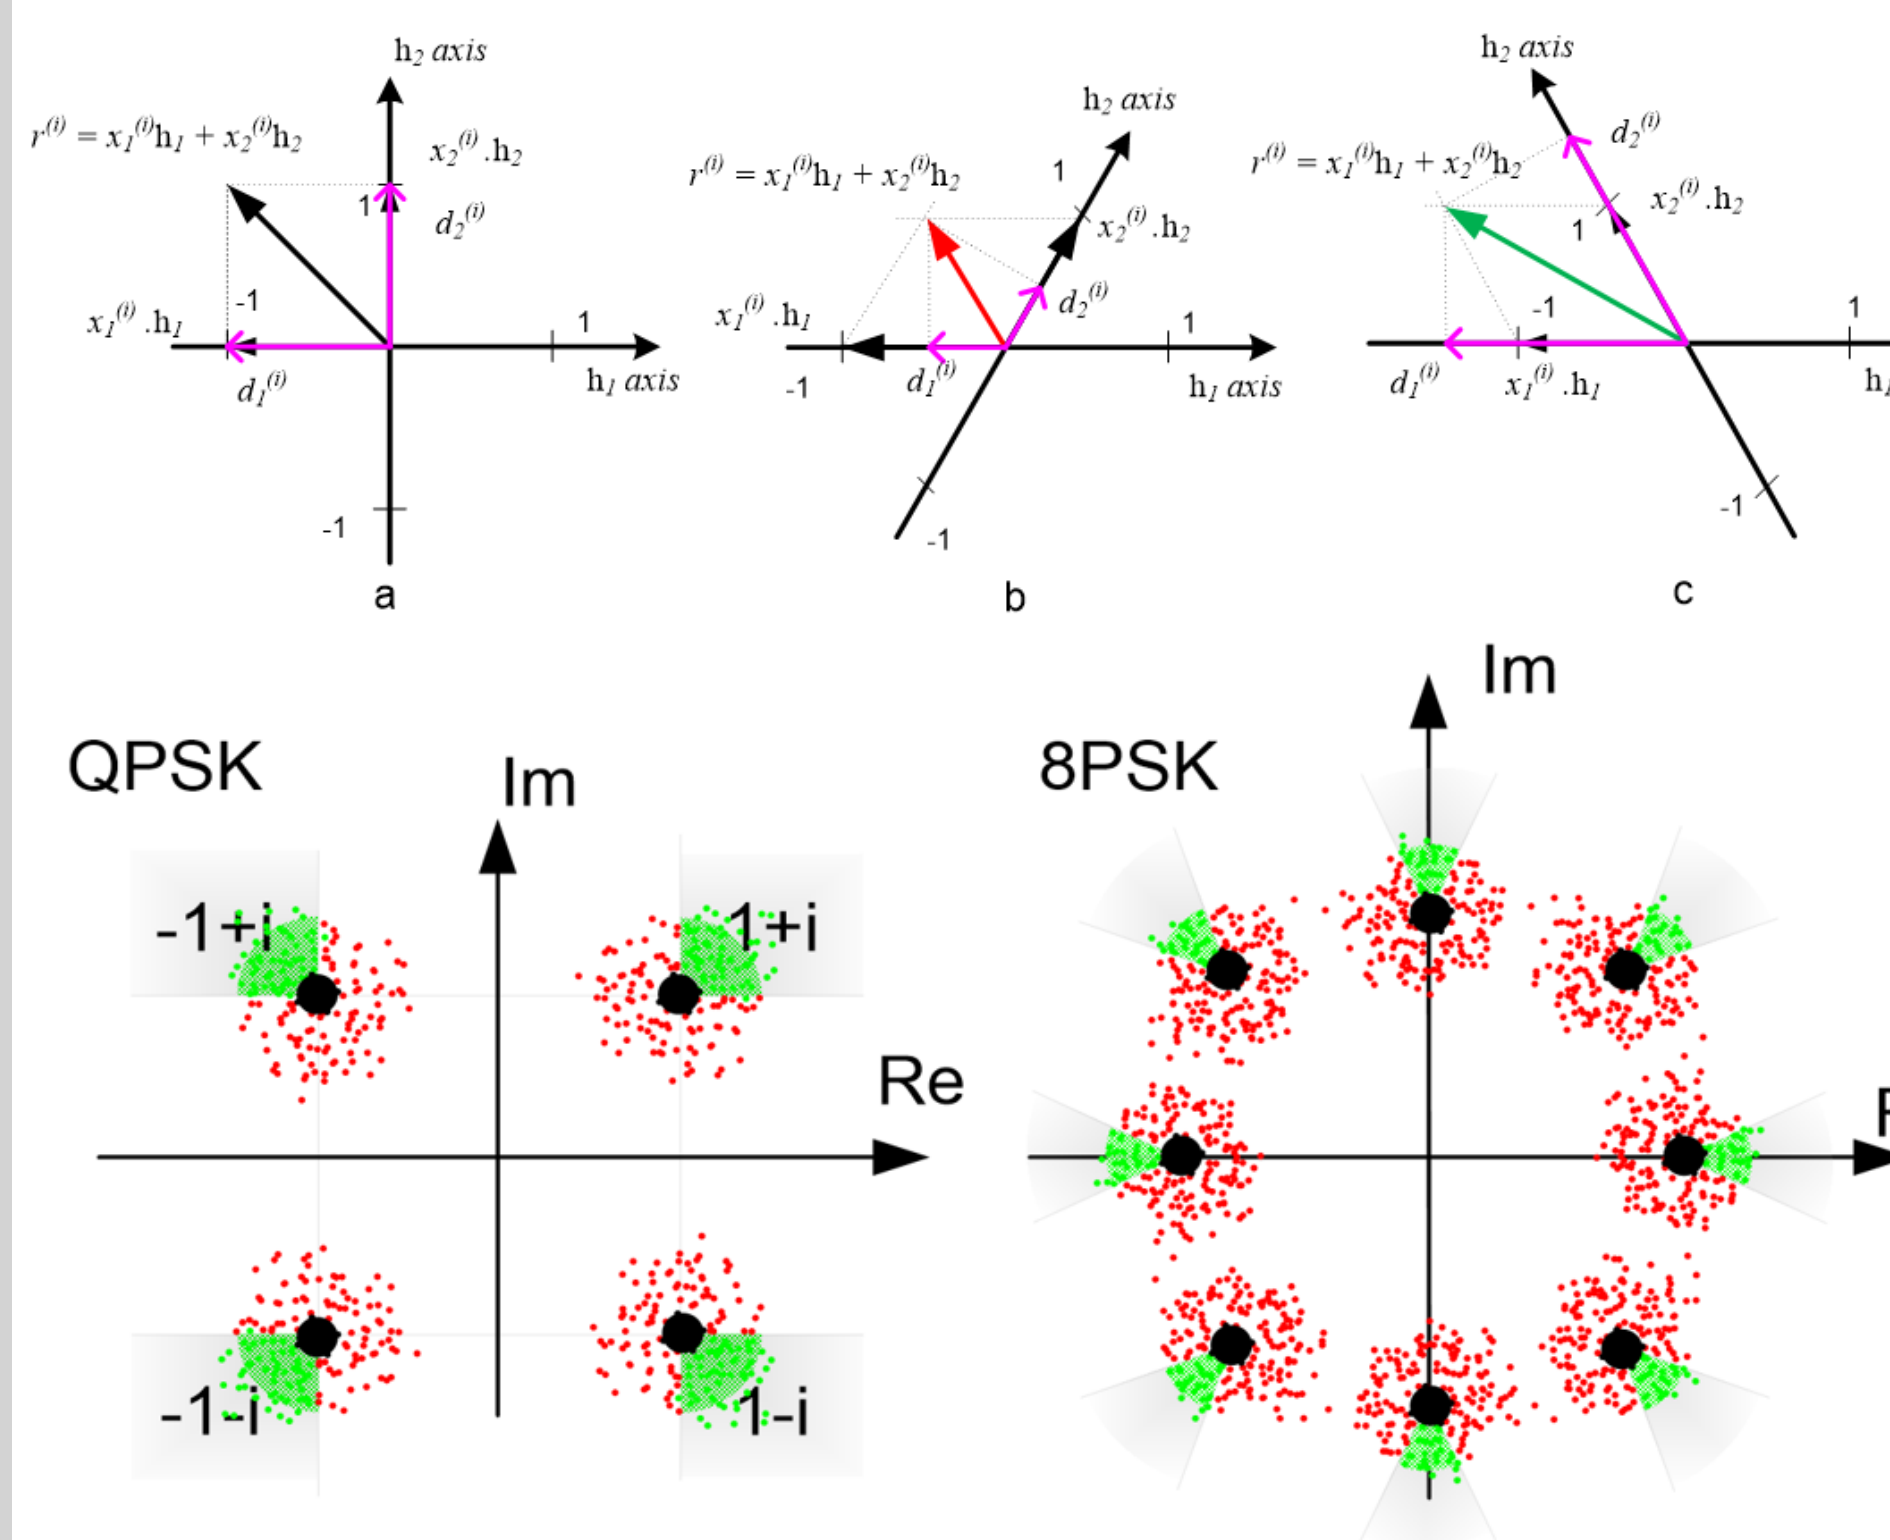 h2 axis
r(i) = x1(i)h1 + x2(i)h2
x2(i).h2
1
d2(i)
-1
x1(i).h1
1
d1(i)
h1 axis
-1
a
h2 axis
1
r(i) = x1(i)h1 + x2(i)h2
x2(i).h2
d2(i)
x1(i).h1
1
-1
d1(i)
h1 axis
-1
b
h2 axis
d2(i)
r(i) = x1(i)h1 + x2(i)h2
x2(i).h2
1
-1
1
d1(i)
x1(i).h1
-1
c
QPSK
Im
-1+i
1+i
Re
-1-i
1-i
8PSK
Im